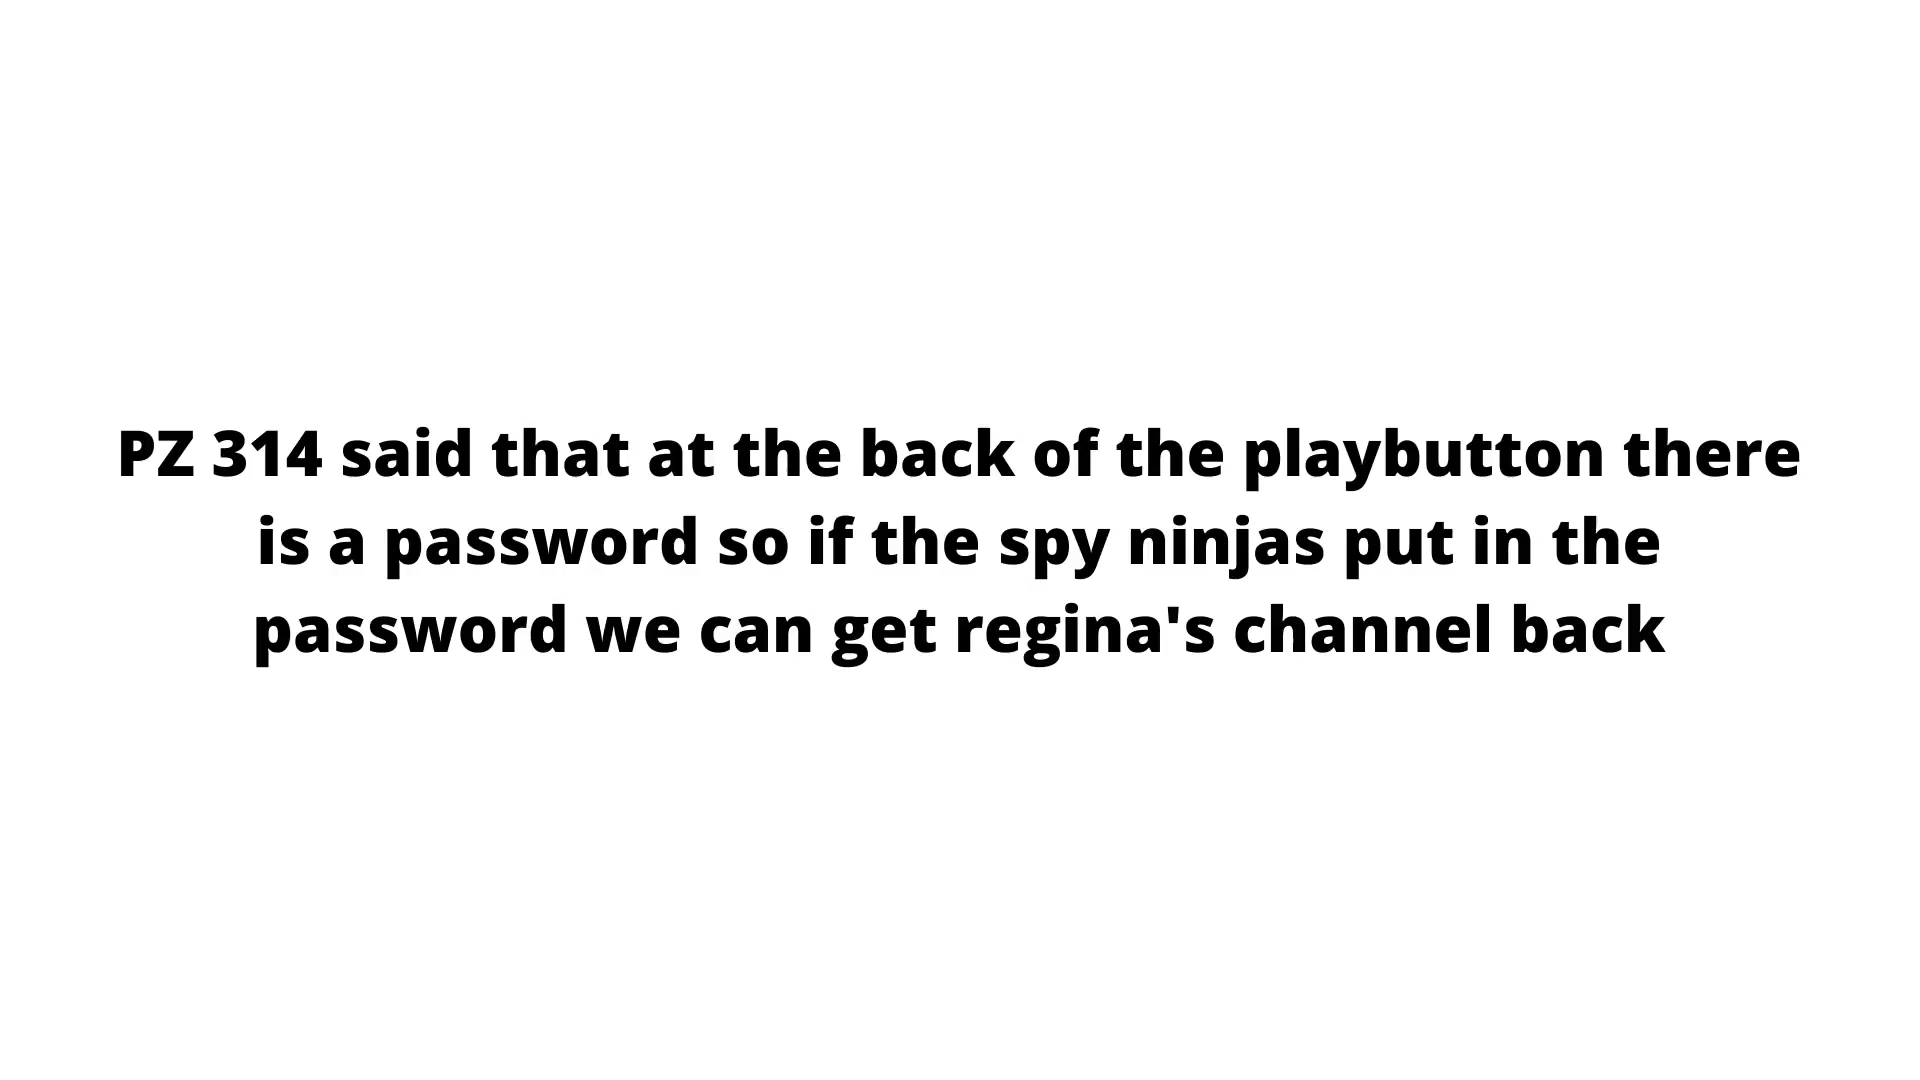 PZ 314 said that at the back of the playbutton there
is a password so if the spy ninjas put in the
password we can get regina's channel back